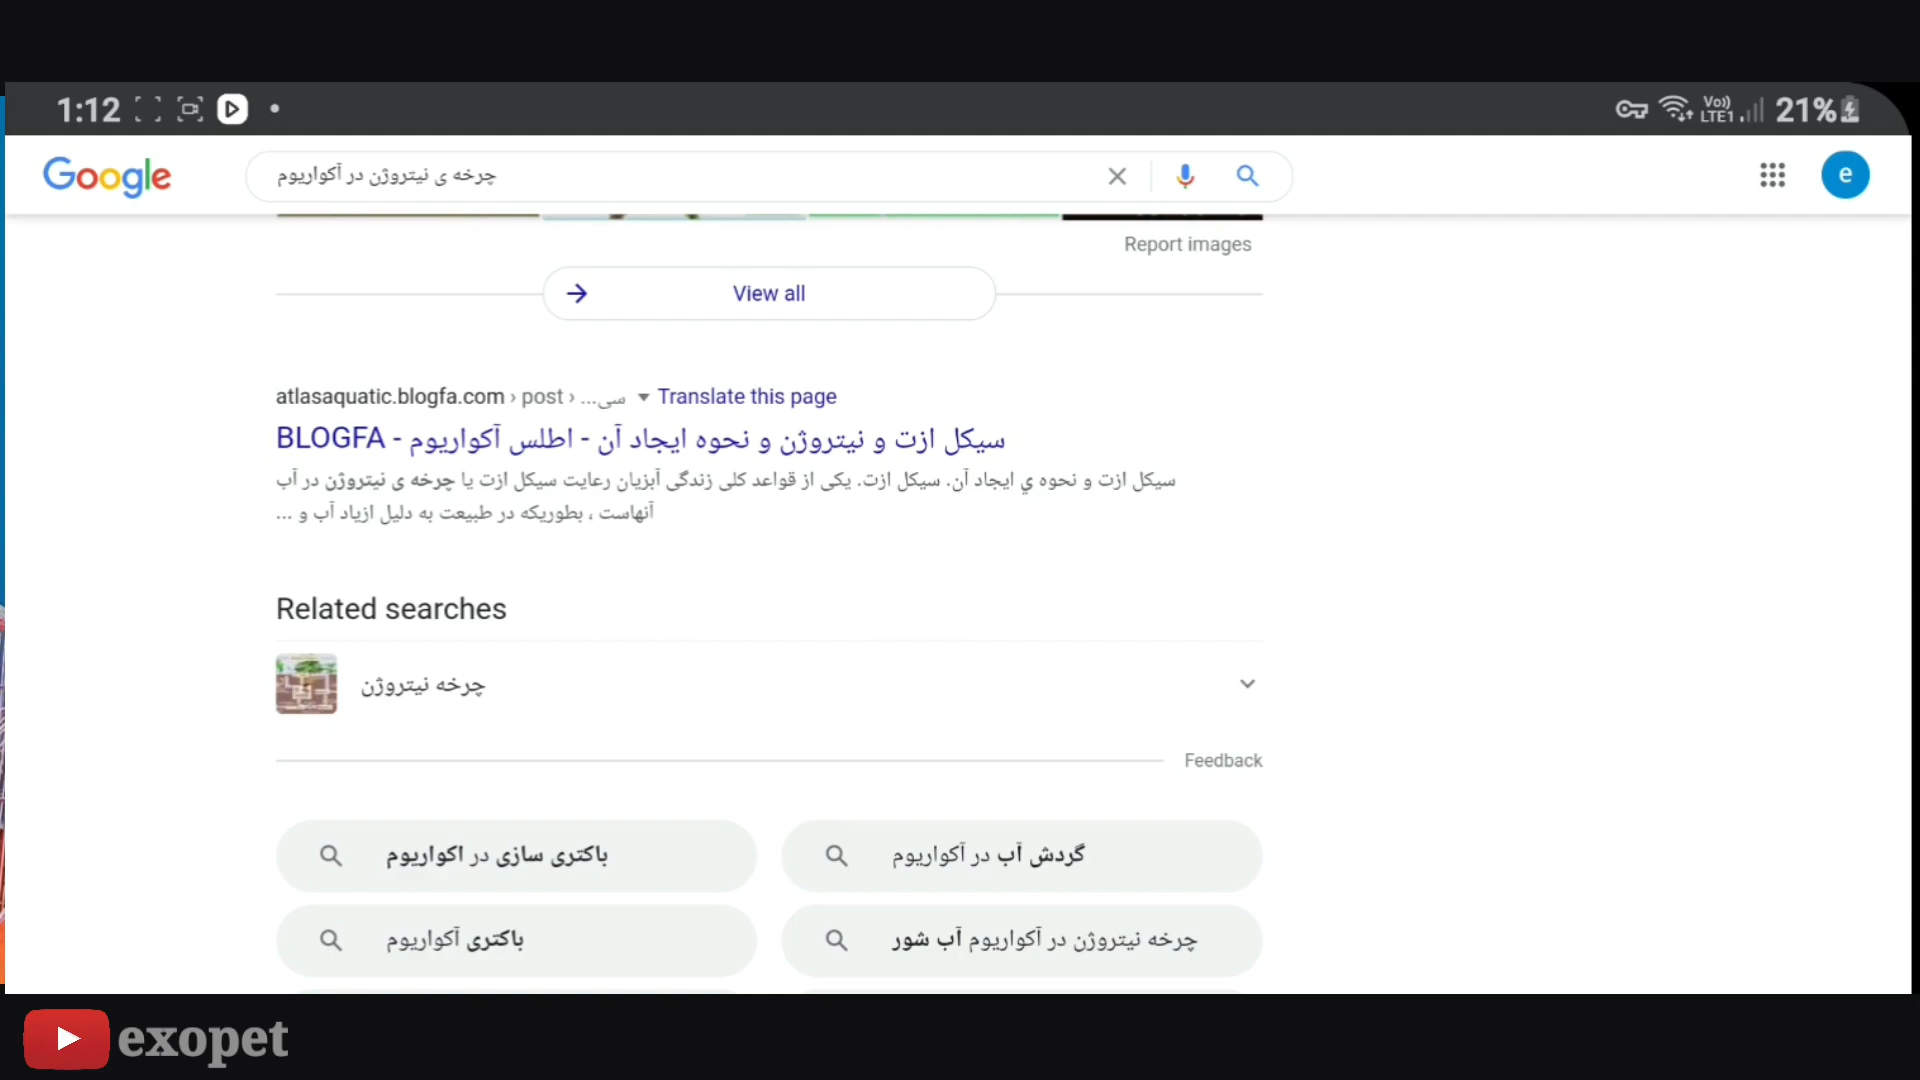 1:12
Vo))
LTE1
21%
Google
چرخه ی نیتروژن در آکواریوم
e
Report images
View all
atlasaquatic.blogfa.com › post › ...سی
Translate this page
سیکل ازت و نیتروژن و نحوه ایجاد آن - اطلس آکواریوم - BLOGFA
سیکل ازت و نحوه ي ایجاد آن. سیکل ازت. یکی از قواعد کلی زندگی آبزیان رعایت سیکل ازت یا چرخه ی نیتروژن در آب
آنهاست ، بطوریکه در طبیعت به دلیل ازیاد آب و ...
Related searches
چرخه نیتروژن
Feedback
باکتری سازی در اکواریوم
گردش آب در آکواریوم
باکتری آکواریوم
چرخه نیتروژن در آکواریوم آب شور
exopet